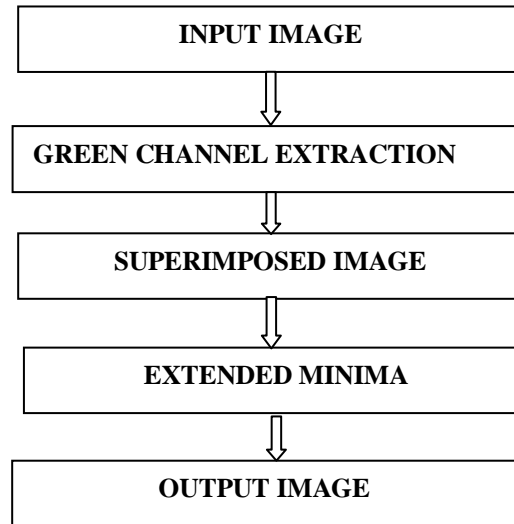 INPUT IMAGE
GREEN CHANNEL EXTRACTION
SUPERIMPOSED IMAGE
EXTENDED MINIMA
OUTPUT IMAGE